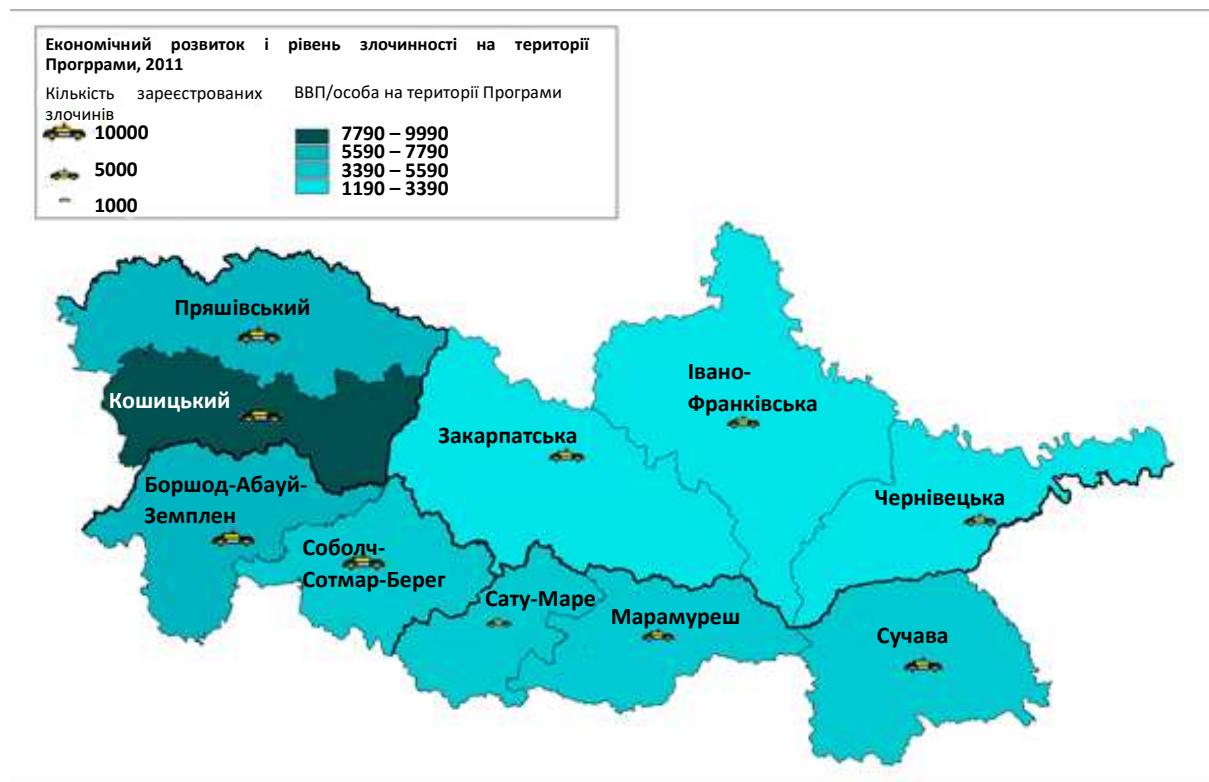 Економічний розвиток і рівень злочинності на території
Прогррами, 2011
Кількість зареєстрованих
злочинів
10000
5000
1000
ВВП/особа на території Програми
7790 – 9990
5590 – 7790
3390 – 5590
1190 – 3390
Пряшівський
Кошицький
Боршод-Абауй-
Земплен
Соболч-
Сотмар-Берег
Сату-Маре
Марамуреш
Закарпатська
Івано-
Франківська
Чернівецька
Сучава